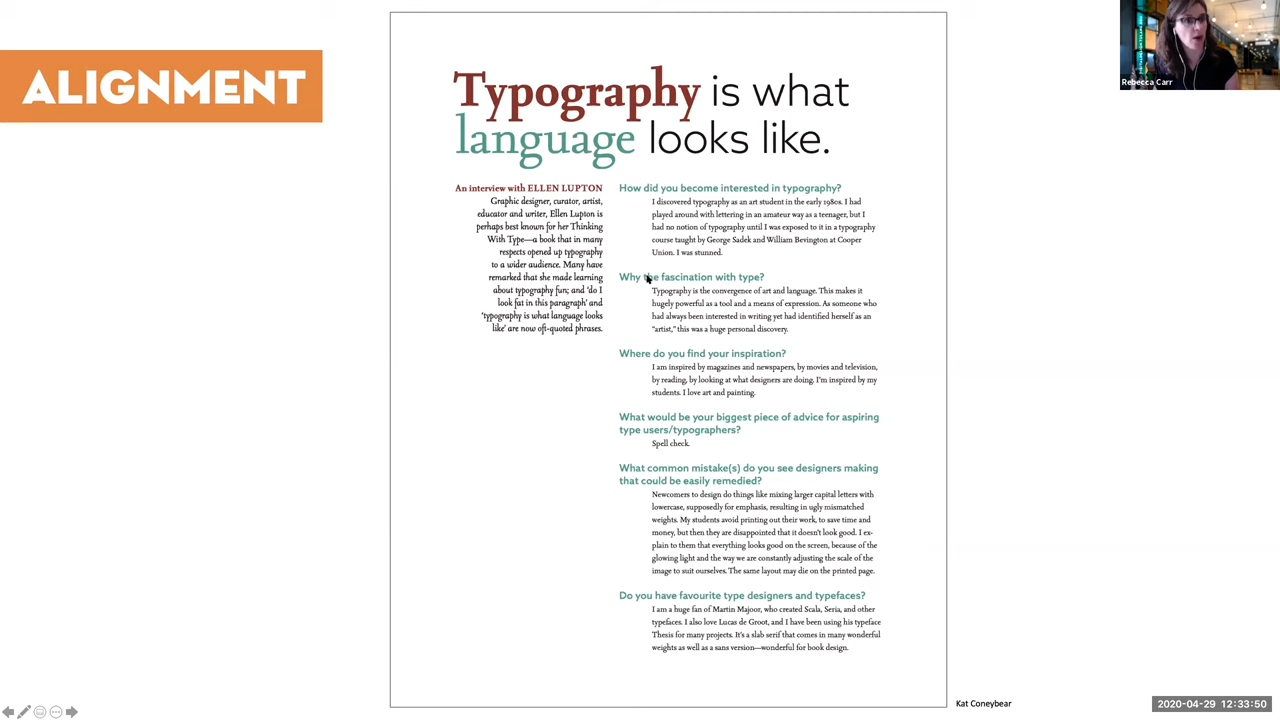 ALIGNMENT
Typography is what
language looks like.
An interview with ELLEN LUPTON
Graphic designer, curator, artist,
educator and writer, Ellen Lupton is
perhaps best known for her Thinking
With Type—a book that in many
respects opened up typography
to a wider audience. Many have
remarked that she made learning
about typography fun; and 'do I
look fat in this paragraph' and
'typography is what language looks
like' are now oft-quoted phrases.
How did you become interested in typography?
I discovered typography as an art student in the early 1980s. I had
played around with lettering in an amateur way as a teenager, but I
had no notion of typography until I was exposed to it in a typography
course taught by George Sadek and William Bevington at Cooper
Union. I was stunned.
Why the fascination with type?
Typography is the convergence of art and language. This makes it
hugely powerful as a tool and a means of expression. As someone who
had always been interested in writing yet had identified herself as an
"artist," this was a huge personal discovery.
Where do you find your inspiration?
I am inspired by magazines and newspapers, by movies and television,
by reading, by looking at what designers are doing. I'm inspired by my
students. I love art and painting.
What would be your biggest piece of advice for aspiring
type users/typographers?
Spell check.
What common mistake(s) do you see designers making
that could be easily remedied?
Newcomers to design do things like mixing larger capital letters with
lowercase, supposedly for emphasis, resulting in ugly mismatched
weights. My students avoid printing out their work, to save time and
money, but then they are disappointed that it doesn't look good. I ex-
plain to them that everything looks good on the screen, because of the
glowing light and the way we are constantly adjusting the scale of the
image to suit ourselves. The same layout may die on the printed page.
Do you have favourite type designers and typefaces?
I am a huge fan of Martin Majoor, who created Scala, Seria, and other
typefaces. I also love Lucas de Groot, and I have been using his typeface
Thesis for many projects. It's a slab serif that comes in many wonderful
weights as well as a sans version—wonderful for book design.
Kat Coneybear
Rebecca Carr
2020-04-29 12:33:50